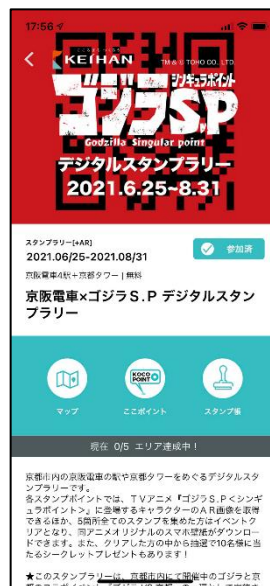 17:56
こころまち つくろう
KEIHAN
TM & © TOHO CO., LTD.
ゴジラS.P
シンギュラポイント
Godzilla Singular point
デジタルスタンプラリー
2021.6.25~8.31
スタンプラリー[+AR]
2021.06/25-2021.08/31
参加済
京阪電車4駅+京都タワー | 無料
京阪電車×ゴジラS.P デジタルスタン
プラリー
KOCO POINT
マップ
ここポイント
スタンプ帳
現在 0/5 エリア達成中！
京都市内の京阪電車の駅や京都タワーをめぐるデジタルスタ
ンプラリーです。
各スタンプポイントでは、TVアニメ『ゴジラS.P<シンギ
ュラポイント>』に登場するキャラクターのAR画像を取得
できるほか、5箇所全てのスタンプを集めた方はイベントク
リアとなり、同アニメオリジナルのスマホ壁紙がダウンロー
ドできます。また、クリアした方の中から抽選で10名様に当
たるシークレットプレゼントもあります！
★このスタンプラリーは、京都市内にて開催中のゴジラと京